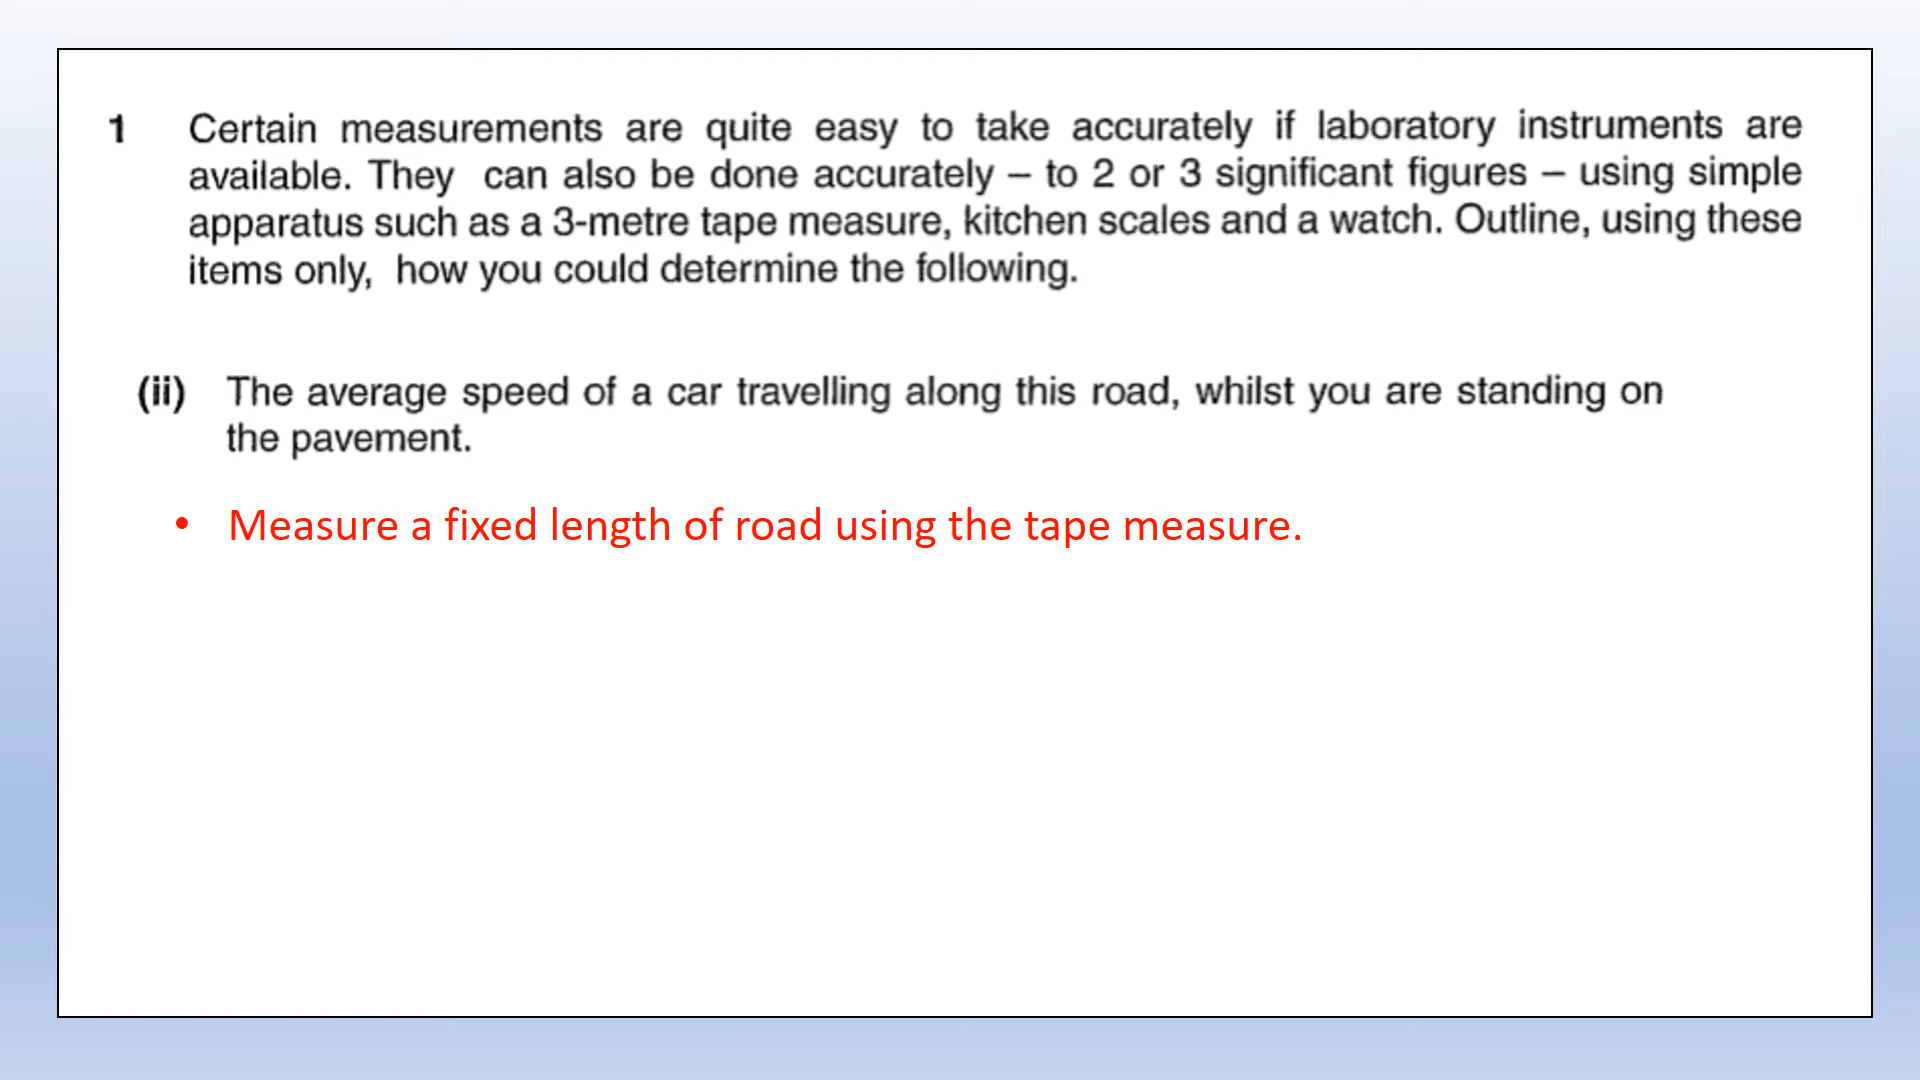 1 Certain measurements are quite easy to take accurately if laboratory instruments are
available. They can also be done accurately – to 2 or 3 significant figures – using simple
apparatus such as a 3-metre tape measure, kitchen scales and a watch. Outline, using these
items only, how you could determine the following.
(ii) The average speed of a car travelling along this road, whilst you are standing on
the pavement.
• Measure a fixed length of road using the tape measure.